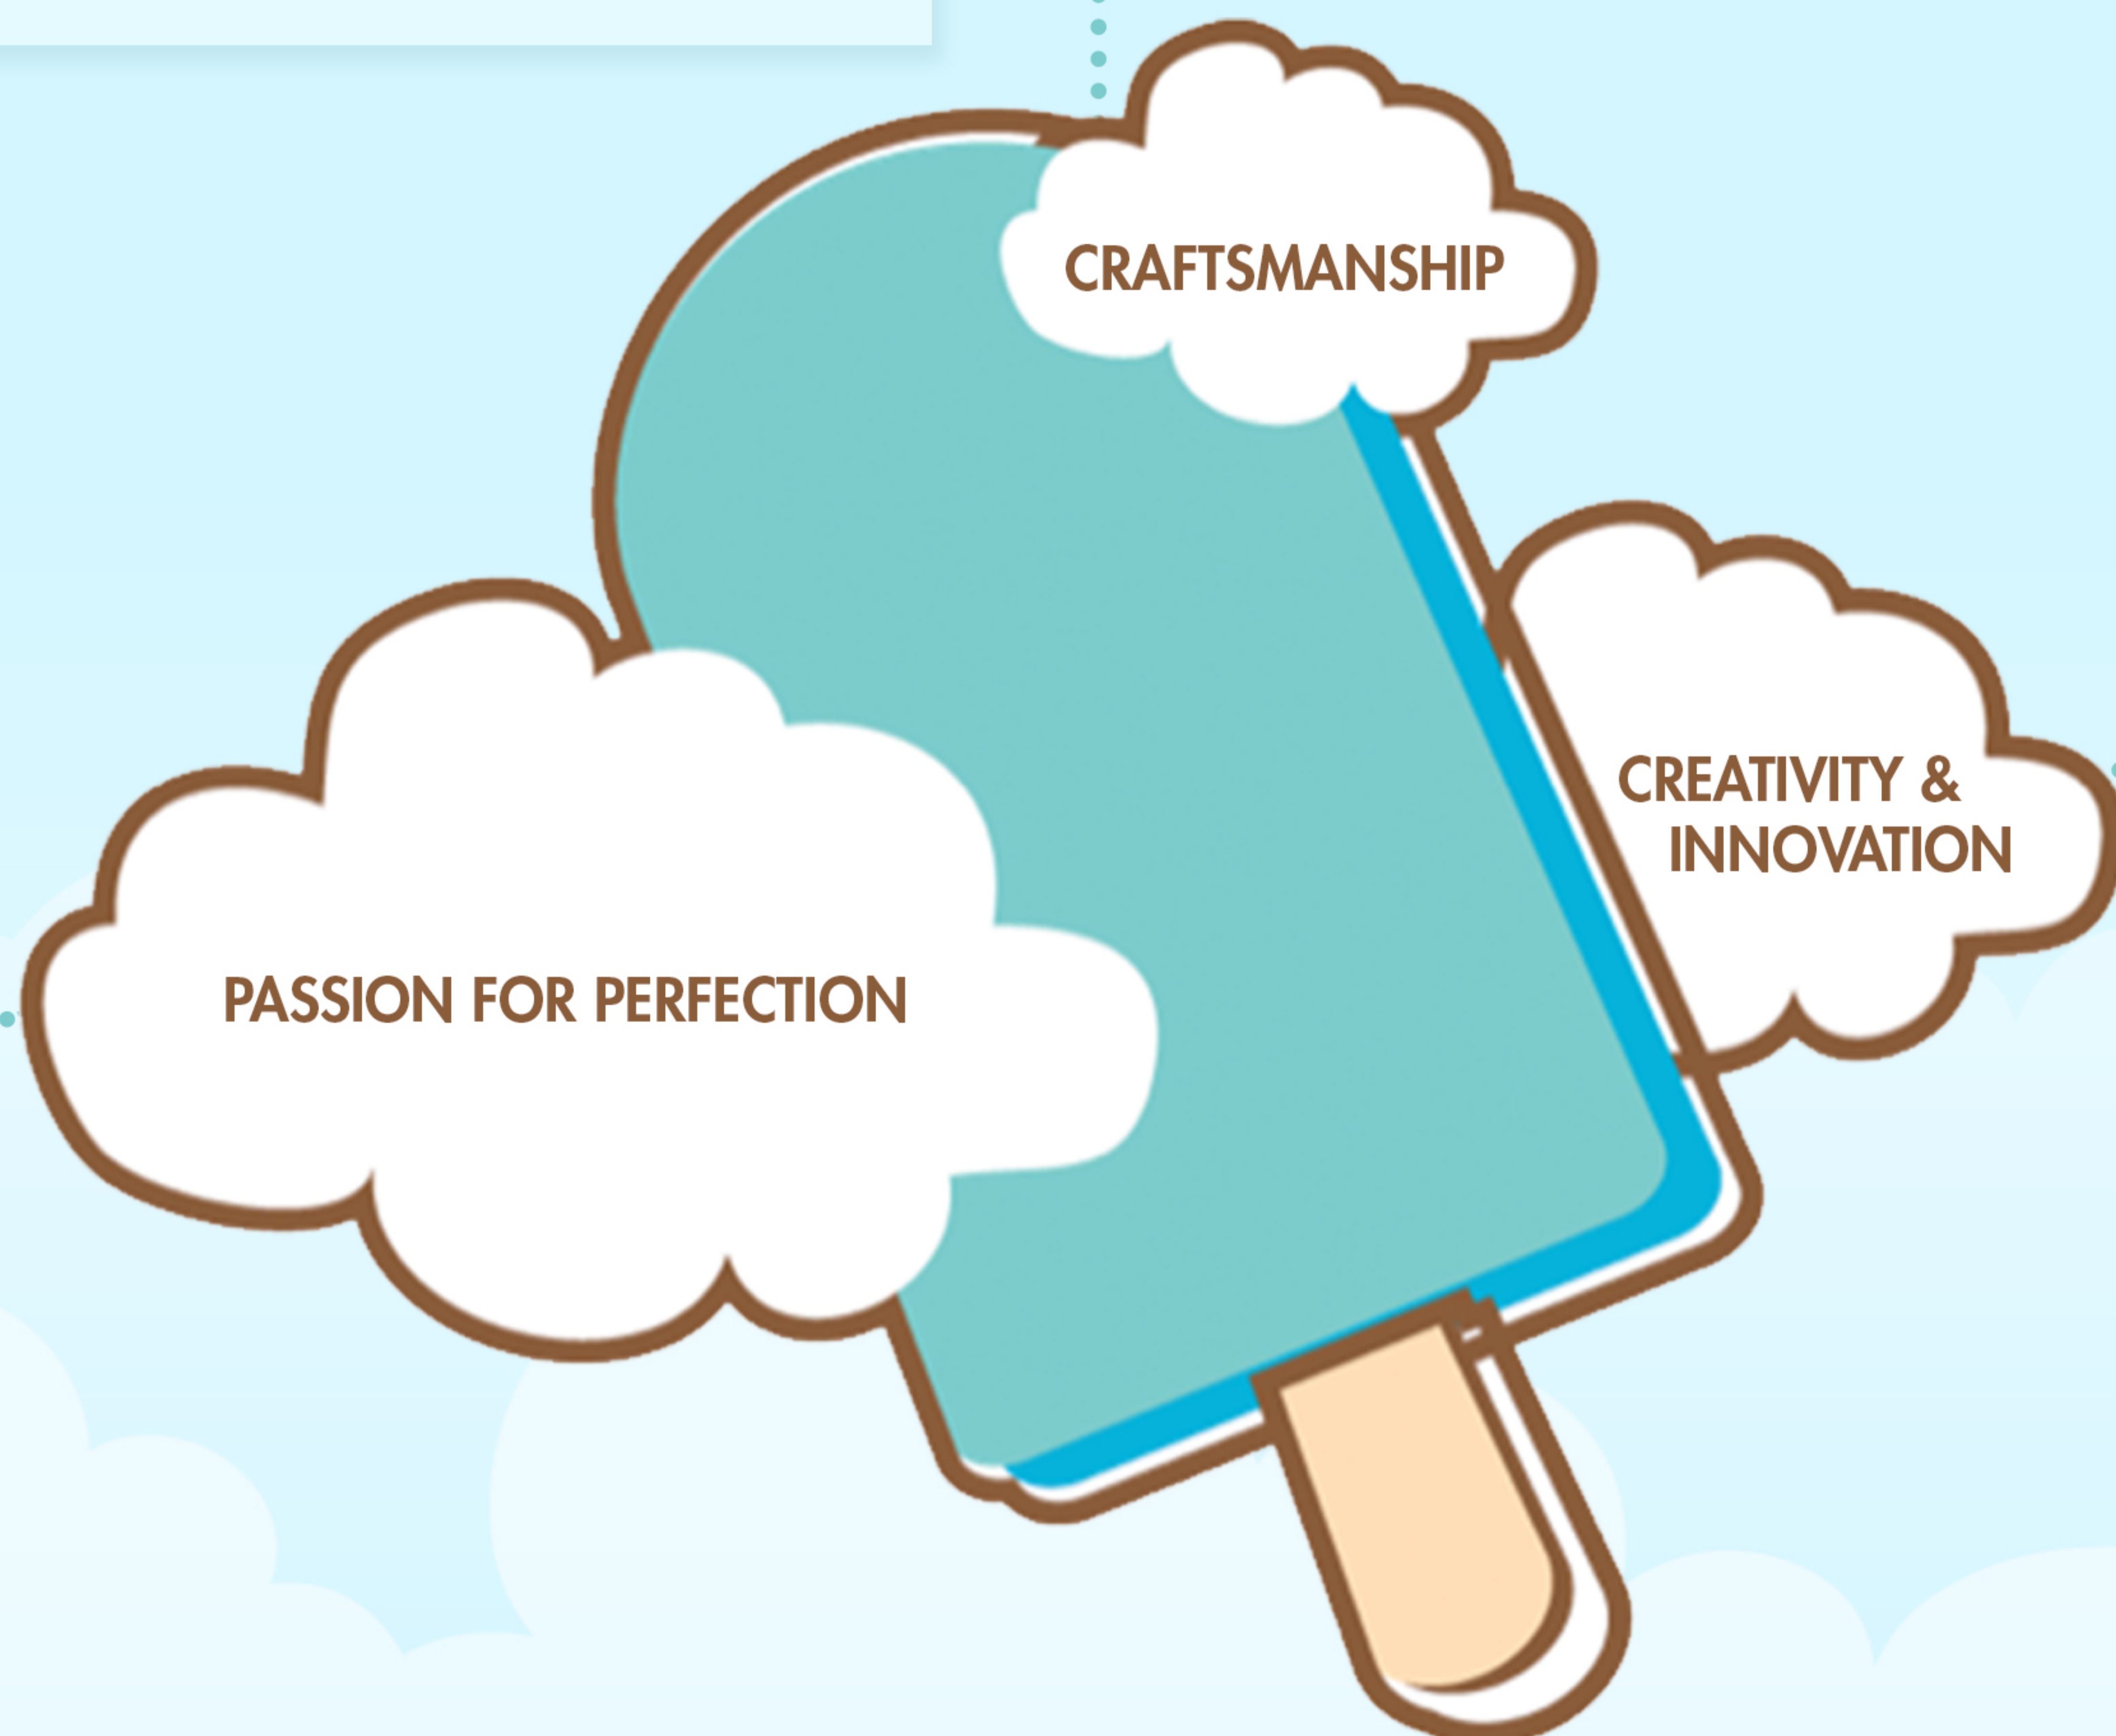 CRAFTSMANSHIP
CREATIVITY &
INNOVATION
PASSION FOR PERFECTION